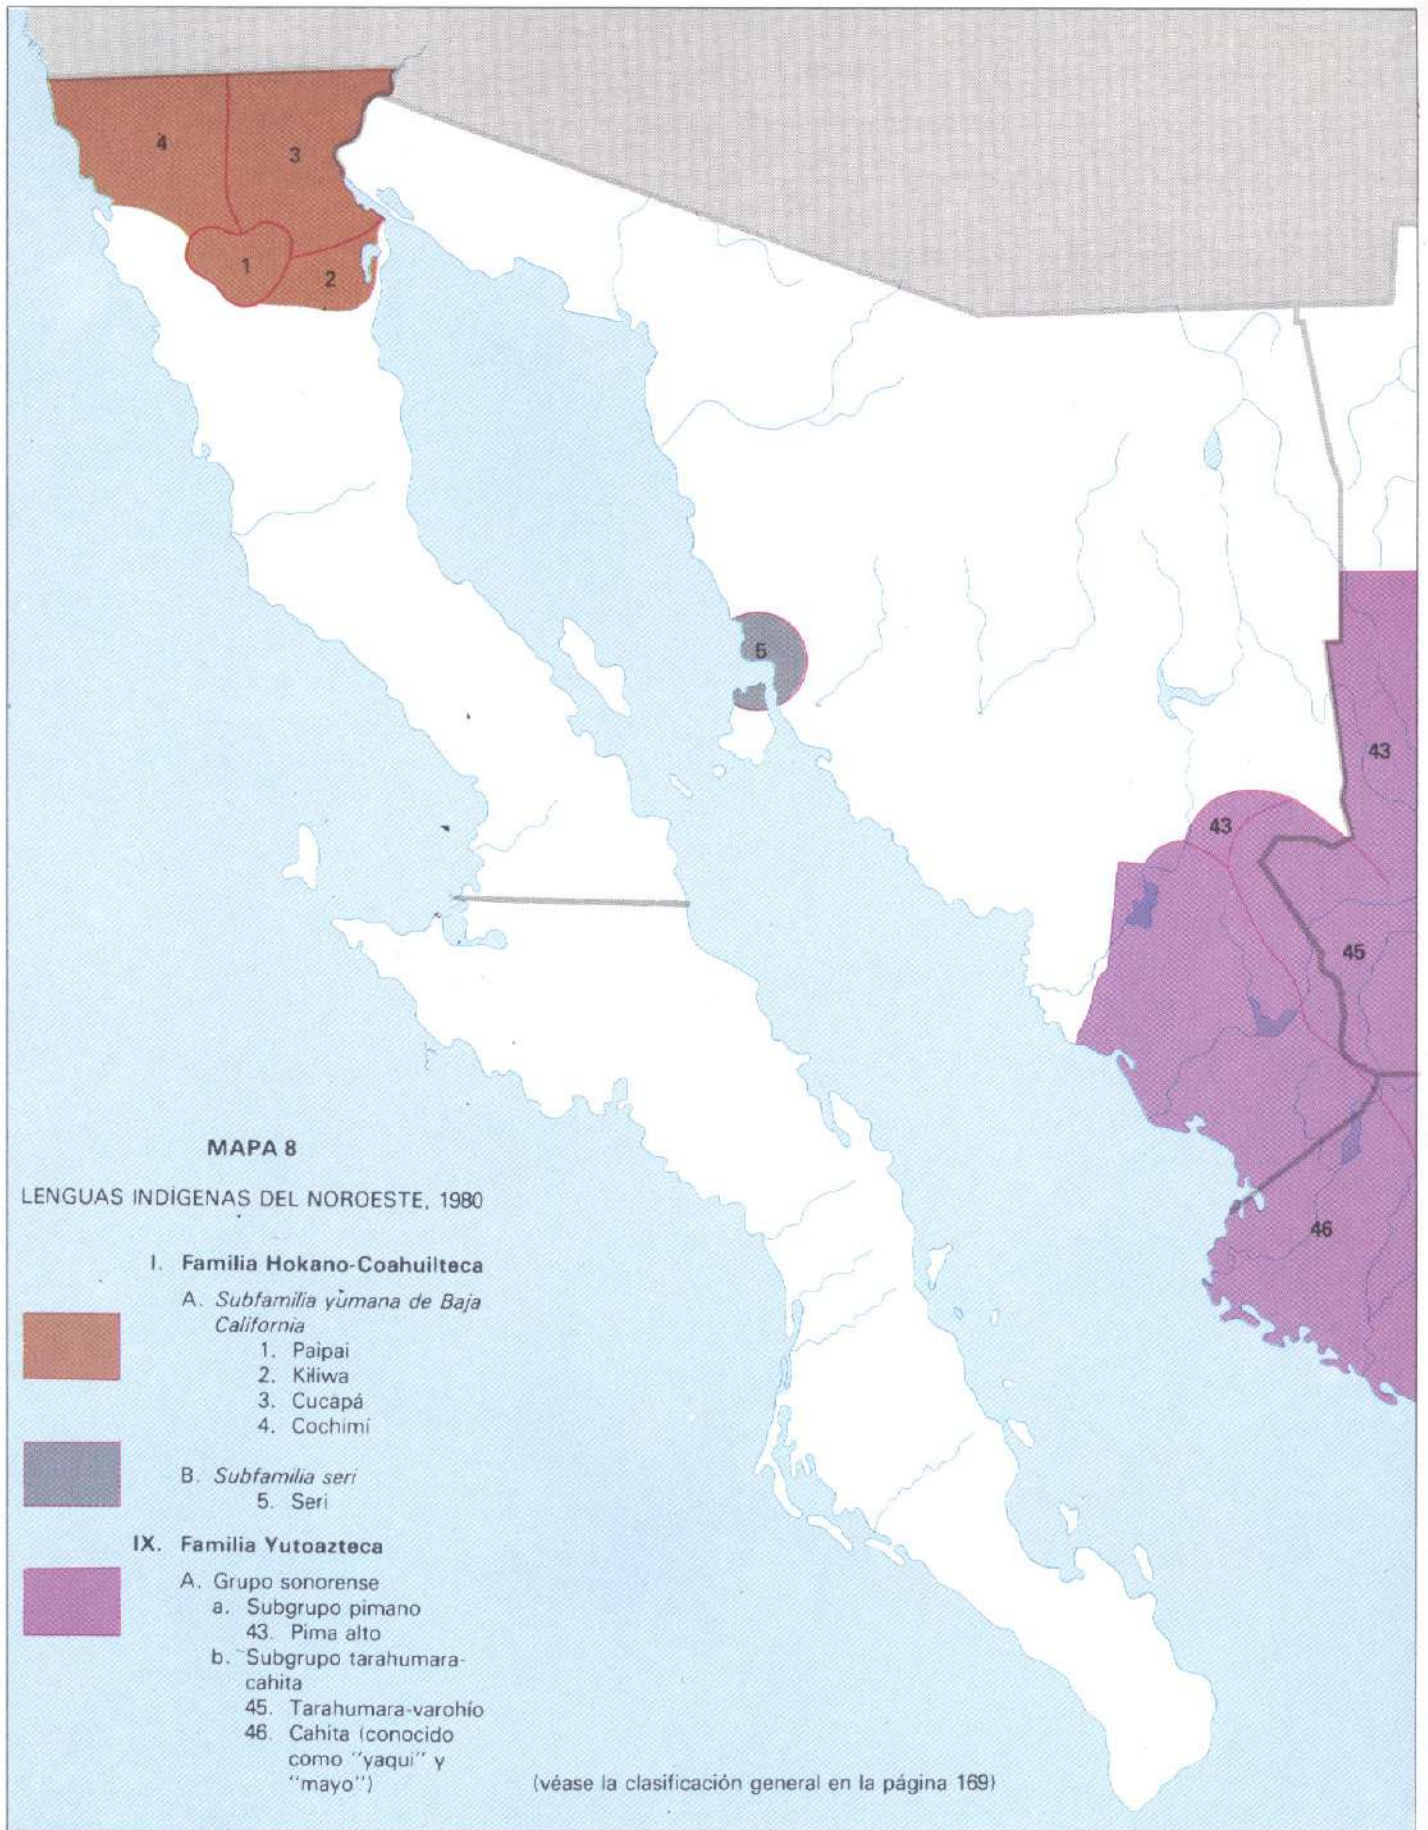 4
3
1
2
5
43
43
45
46
MAPA 8
LENGUAS INDÍGENAS DEL NOROESTE, 1980
I. Familia Hokano-Coahuilteca
A. Subfamilia yumana de Baja
California
1. Paipai
2. Kiliwa
3. Cucapá
4. Cochimí
B. Subfamilia seri
5. Seri
IX. Familia Yutoazteca
A. Grupo sonorense
a. Subgrupo pimano
43. Pima alto
b. Subgrupo tarahumara-
cahita
45. Tarahumara-varohío
46. Cahita (conocido
como "yaqui" y
"mayo")
(véase la clasificación general en la página 169)